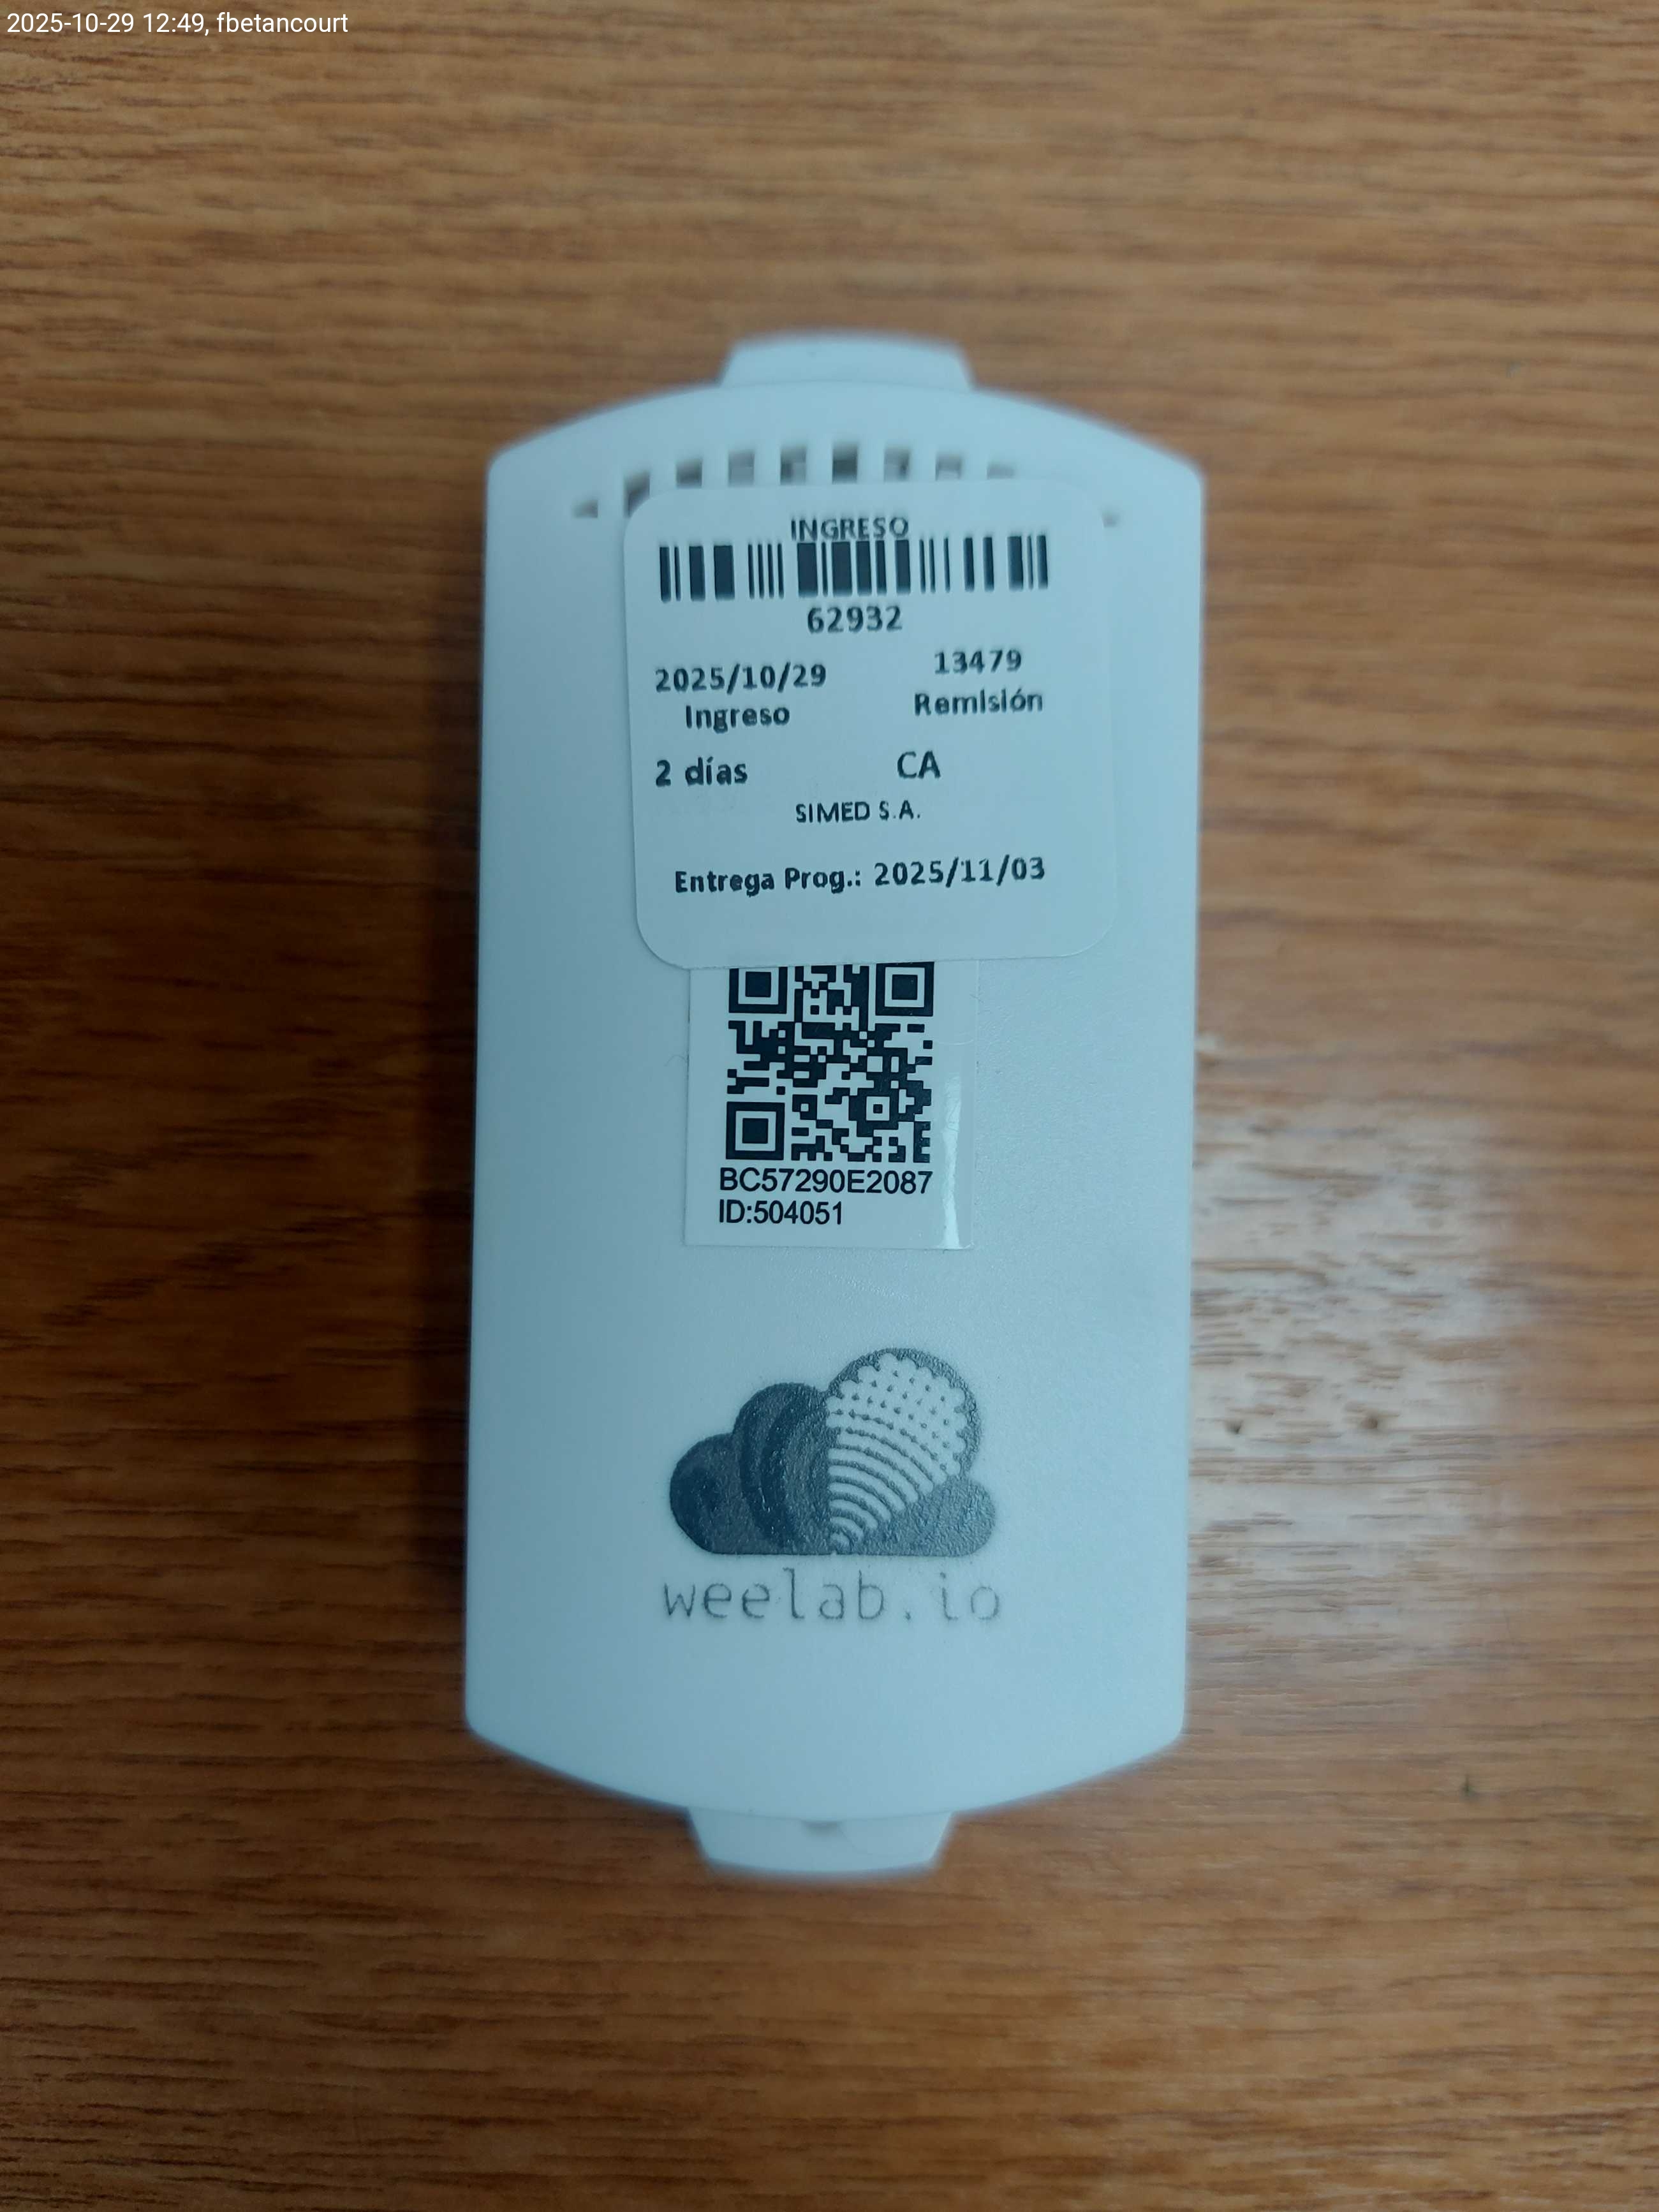 2025-10-29 12:49, fbetancourt
INGRESO
62932
2025/10/29 13479
Ingreso Remisión
2 días CA
SIMED S.A.
Entrega Prog.: 2025/11/03
BC57290E2087
ID:504051
weelab.io